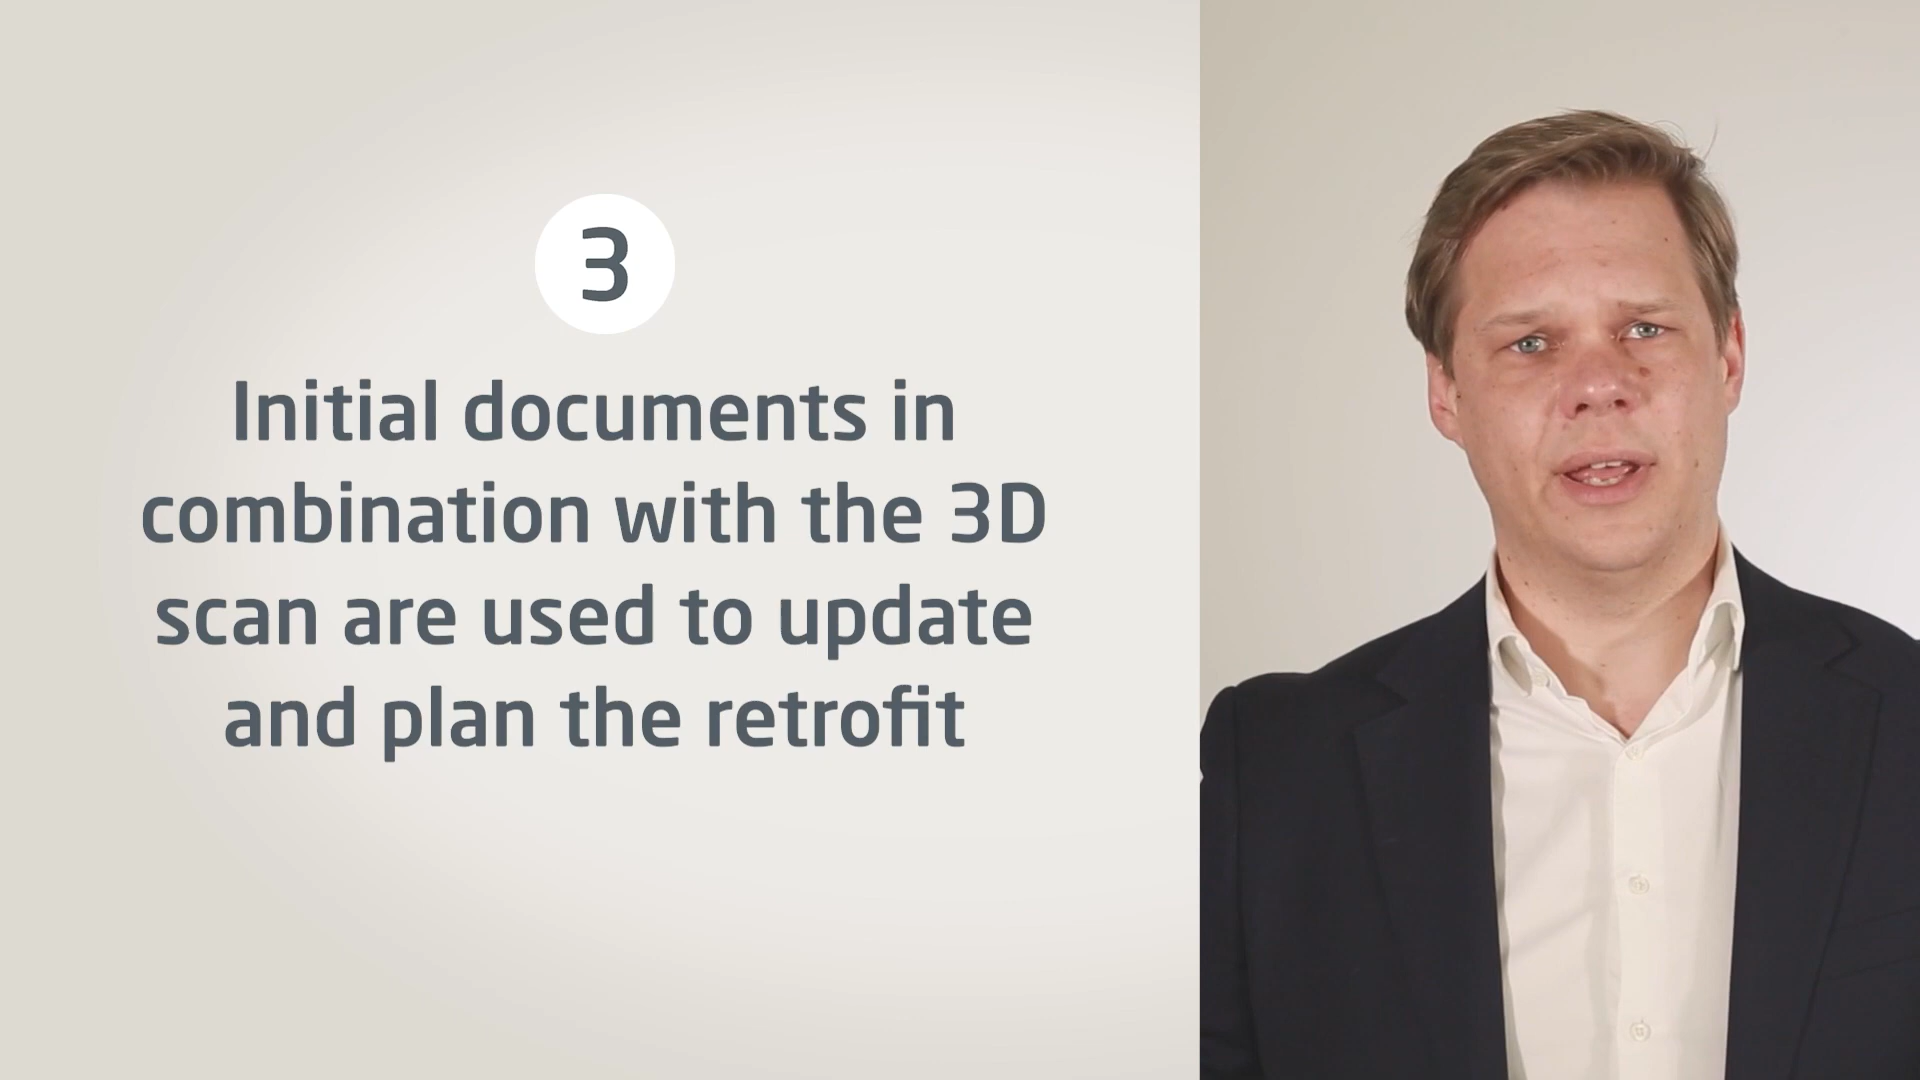 3
Initial documents in
combination with the 3D
scan are used to update
and plan the retrofit